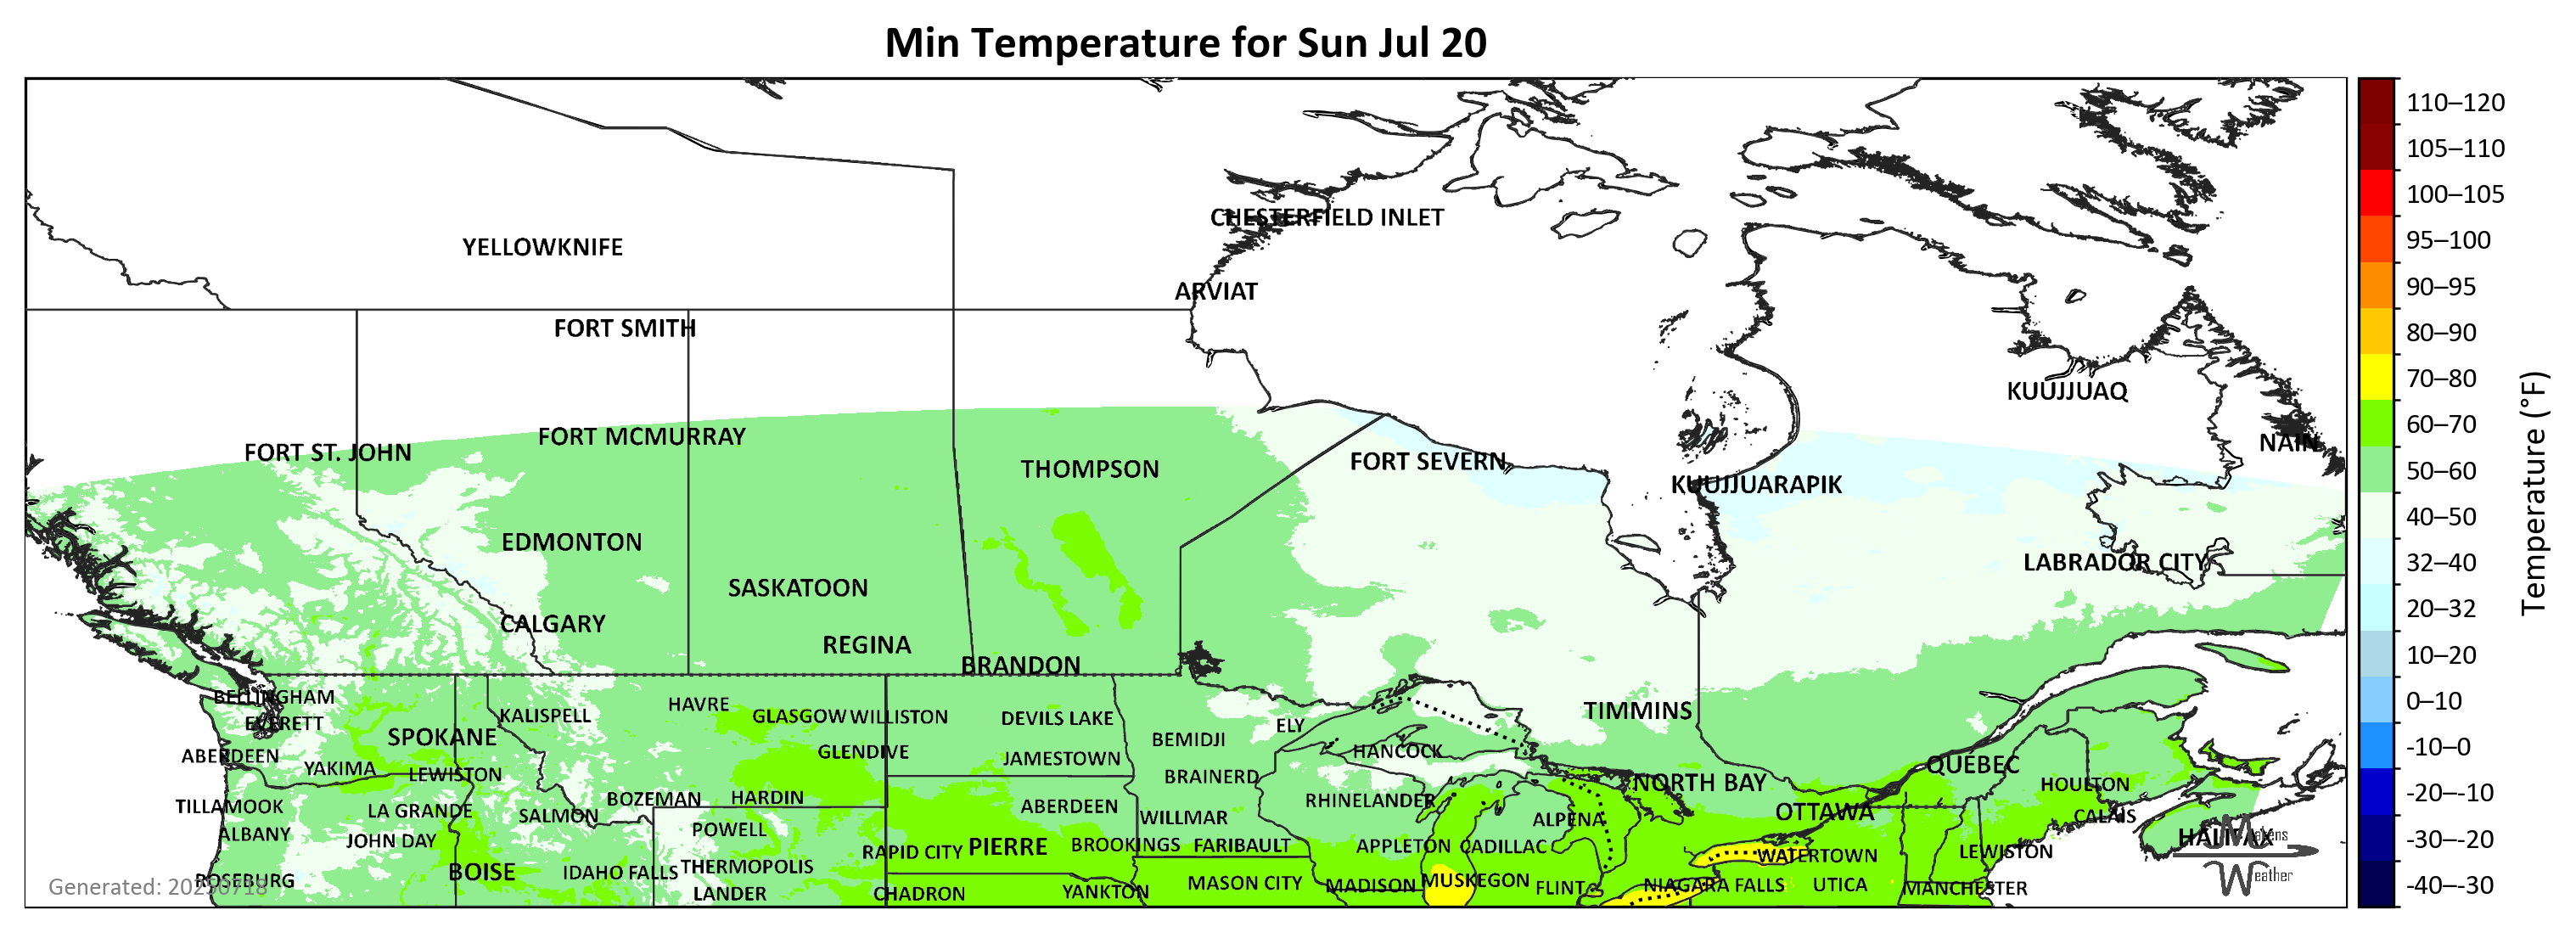 Min Temperature for Sun Jul 20
110–120
105–110
CHESTERFIELD INLET
100–105
YELLOWKNIFE
95–100
ARVIAT
90–95
FORT SMITH
80–90
70–80
KUUJJUAQ
60–70
FORT MCMURRAY
NAIN
FORT ST. JOHN
FORT SEVERN
THOMPSON
50–60
KUUJJUARAPIK
40–50
EDMONTON
LABRADOR CITY
32–40
Temperature (°F)
SASKATOON
20–32
CALGARY
REGINA
10–20
BRANDON
BELLINGHAM
HAVRE
0–10
TIMMINS
KALISPELL
GLASGOW
WILLISTON
DEVILS LAKE
EVERETT
ELY
SPOKANE
BEMIDJI
-10–0
HANCOCK
ABERDEEN
GLENDIVE
JAMESTOWN
QUÉBEC
YAKIMA
LEWISTON
BRAINERD
NORTH BAY
HOULTON
-20–-10
BOZEMAN
HARDIN
RHINELANDER
TILLAMOOK
LA GRANDE
ABERDEEN
SALMON
WILLMAR
OTTAWA
CALAIS
ALPENA
ALBANY
POWELL
JOHN DAY
HALIFAX
Makens
Weather
-30–-20
PIERRE
BROOKINGS
FARIBAULT
APPLETON
CADILLAC
RAPID CITY
WATERTOWN
LEWISTON
THERMOPOLIS
BOISE
IDAHO FALLS
ROSEBURG
MUSKEGON
MASON CITY
MADISON
FLINT
NIAGARA FALLS
UTICA
MANCHESTER
-40–-30
Generated: 20250718
LANDER
CHADRON
YANKTON